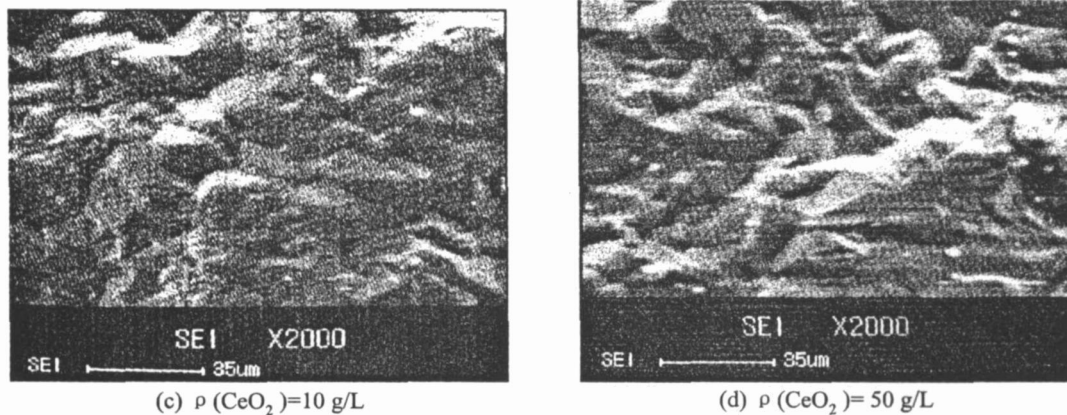 SEI X2000
SEI 35um
(c) ρ(CeO₂)=10 g/L
SEI X2000
SEI 35um
(d) ρ(CeO₂)= 50 g/L